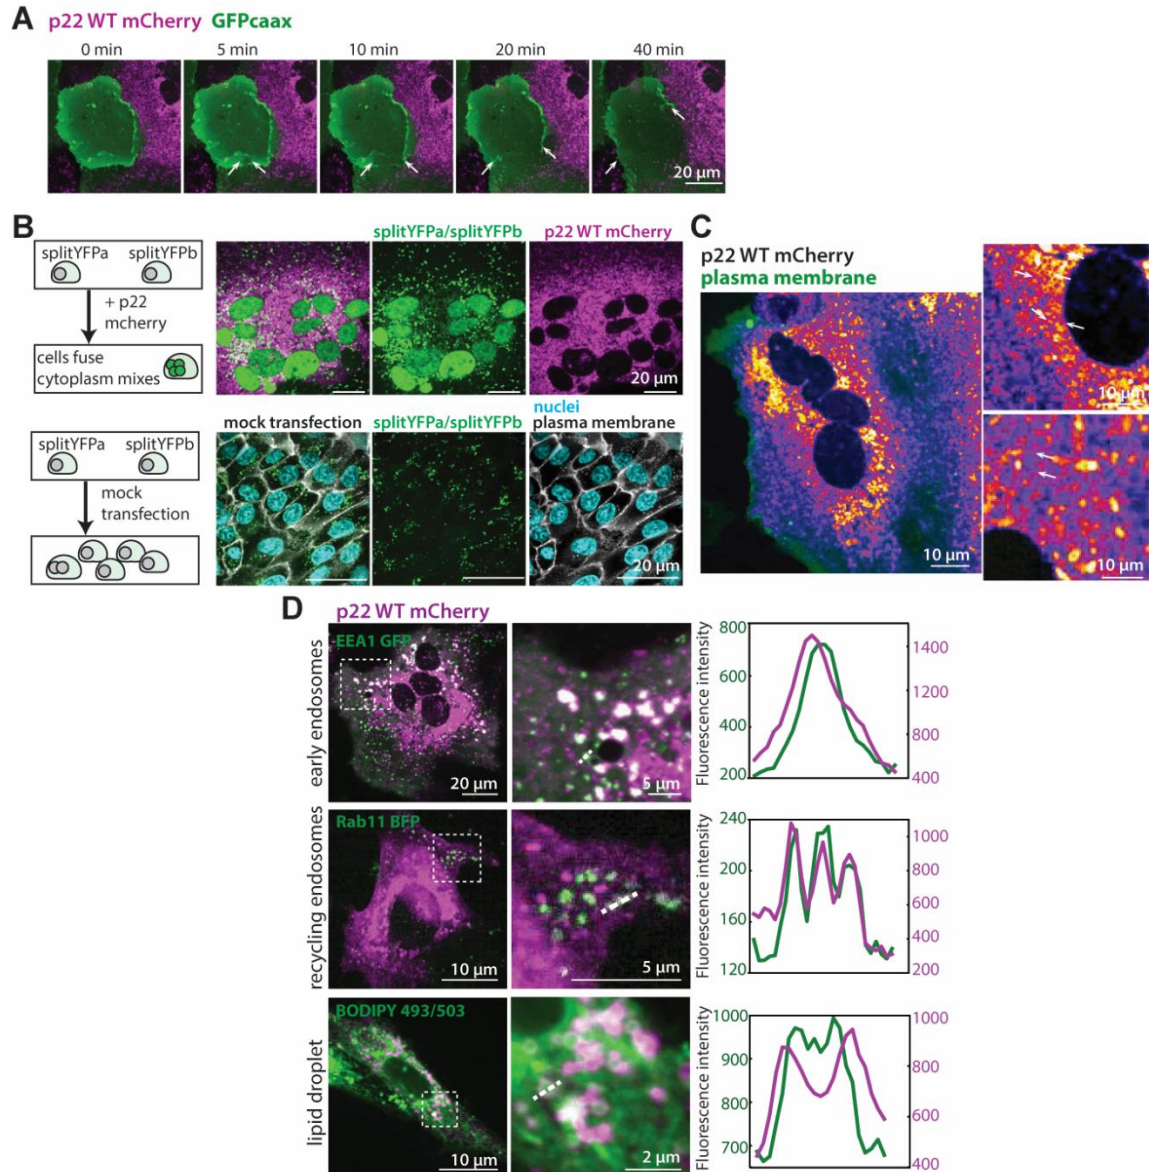 A
p22 WT mCherry GFPcaax
0 min 5 min 10 min 20 min 40 min
20 µm
B
splitYFPa splitYFPb
+ p22
mcherry
cells fuse
cytoplasm mixes
splitYFPa/splitYFPb p22 WT mCherry
20 µm
splitYFPa splitYFPb
mock
transfection
nuclei
mock transfection splitYFPa/splitYFPb plasma membrane
20 µm
C
p22 WT mCherry
plasma membrane
10 µm
10 µm
10 µm
D
p22 WT mCherry
early endosomes
EEA1 GFP
20 µm
5 µm
Fluorescence intensity
800
600
400
200
1400
1200
800
400
recycling endosomes
Rab11 BFP
10 µm
5 µm
Fluorescence intensity
240
200
160
120
1000
800
600
400
200
lipid droplet
BODIPY 493/503
10 µm
2 µm
Fluorescence intensity
1000
900
800
700
1000
800
600
400